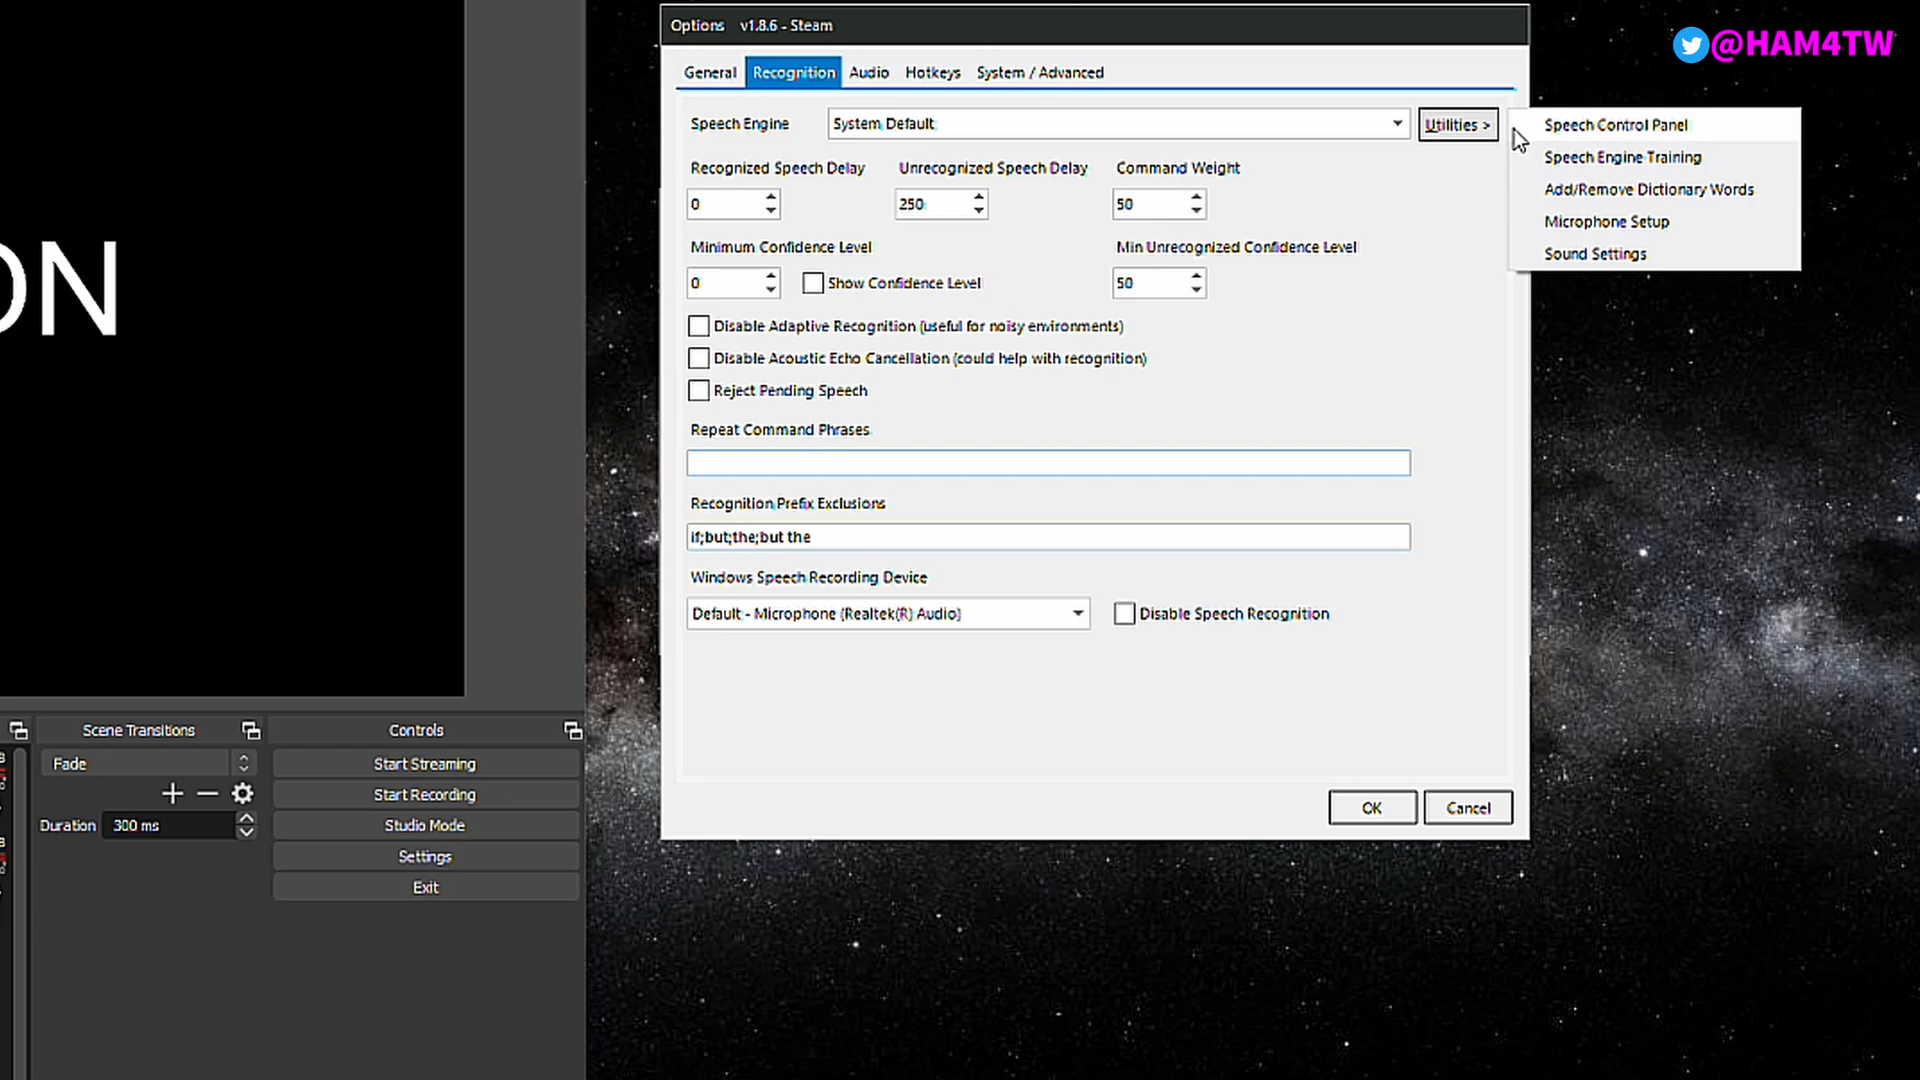 @HAM4TW
Options v1.8.6 - Steam
General Recognition Audio Hotkeys System / Advanced
Speech Engine System Default Utilities >
Speech Control Panel
Speech Engine Training
Add/Remove Dictionary Words
Microphone Setup
Sound Settings
Recognized Speech Delay Unrecognized Speech Delay Command Weight
0 250 50
Minimum Confidence Level Min Unrecognized Confidence Level
0 Show Confidence Level 50
Disable Adaptive Recognition (useful for noisy environments)
Disable Acoustic Echo Cancellation (could help with recognition)
Reject Pending Speech
Repeat Command Phrases
Recognition Prefix Exclusions
if;but;the;but the
Windows Speech Recording Device
Default - Microphone (Realtek(R) Audio) Disable Speech Recognition
OK Cancel
ON
Scene Transitions
Fade
Duration 300 ms
Controls
Start Streaming
Start Recording
Studio Mode
Settings
Exit